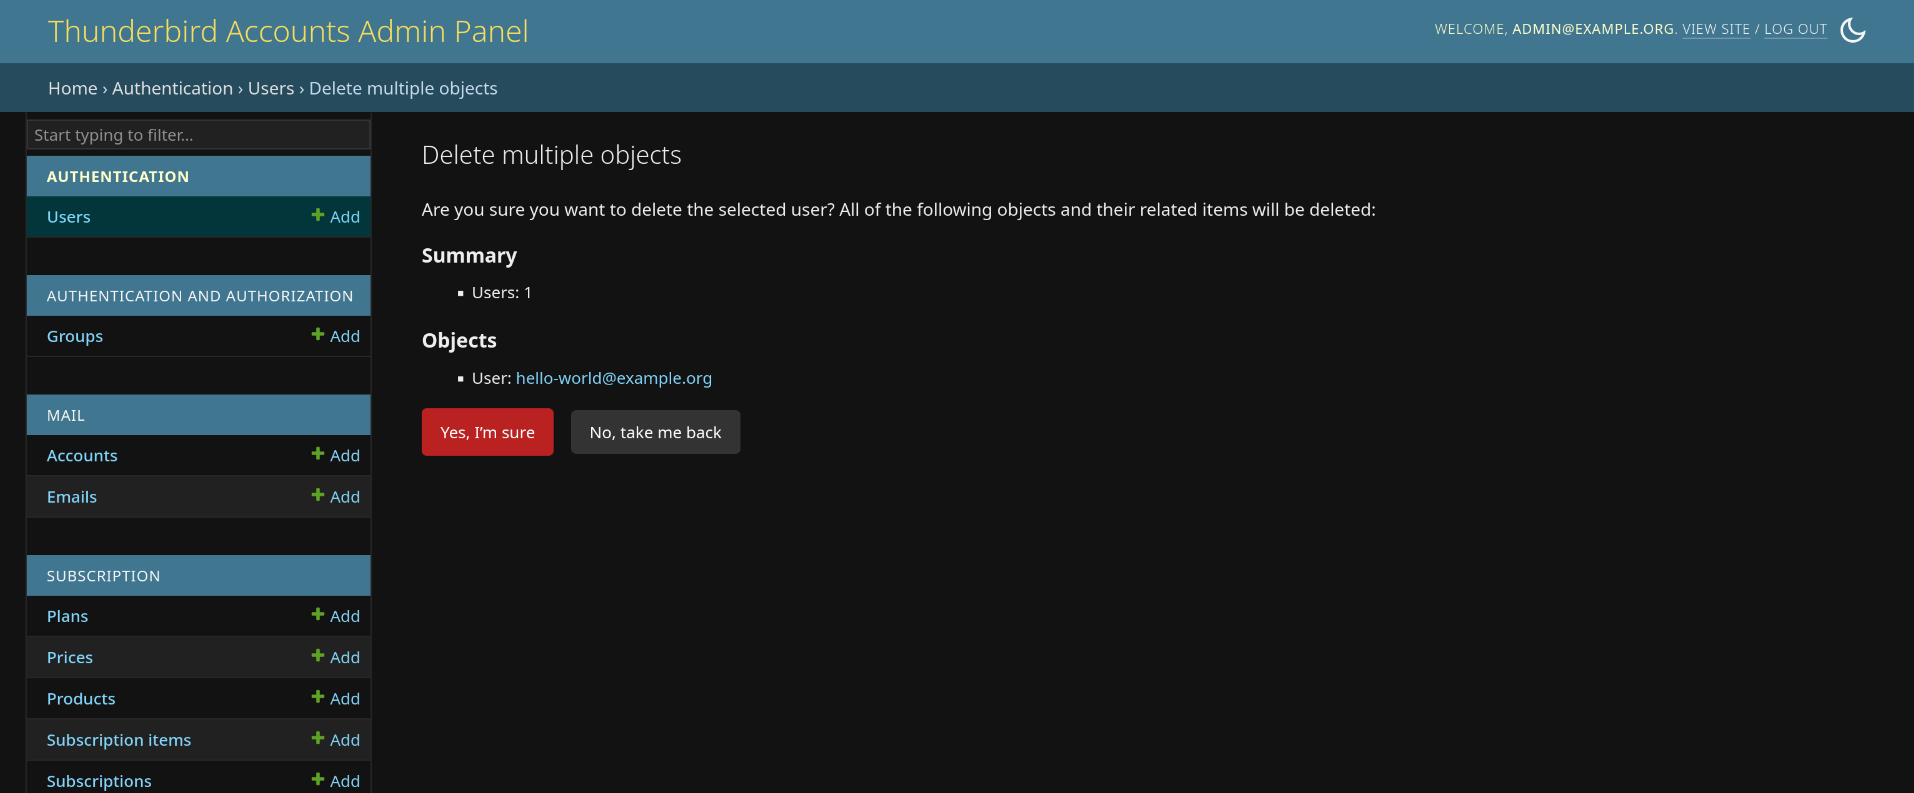 Thunderbird Accounts Admin Panel
WELCOME, ADMIN@EXAMPLE.ORG. VIEW SITE / LOG OUT
Home › Authentication › Users › Delete multiple objects
Start typing to filter...
AUTHENTICATION
Users Add
AUTHENTICATION AND AUTHORIZATION
Groups Add
MAIL
Accounts Add
Emails Add
SUBSCRIPTION
Plans Add
Prices Add
Products Add
Subscription items Add
Subscriptions Add
Delete multiple objects
Are you sure you want to delete the selected user? All of the following objects and their related items will be deleted:
Summary
Users: 1
Objects
User: hello-world@example.org
Yes, I’m sure No, take me back